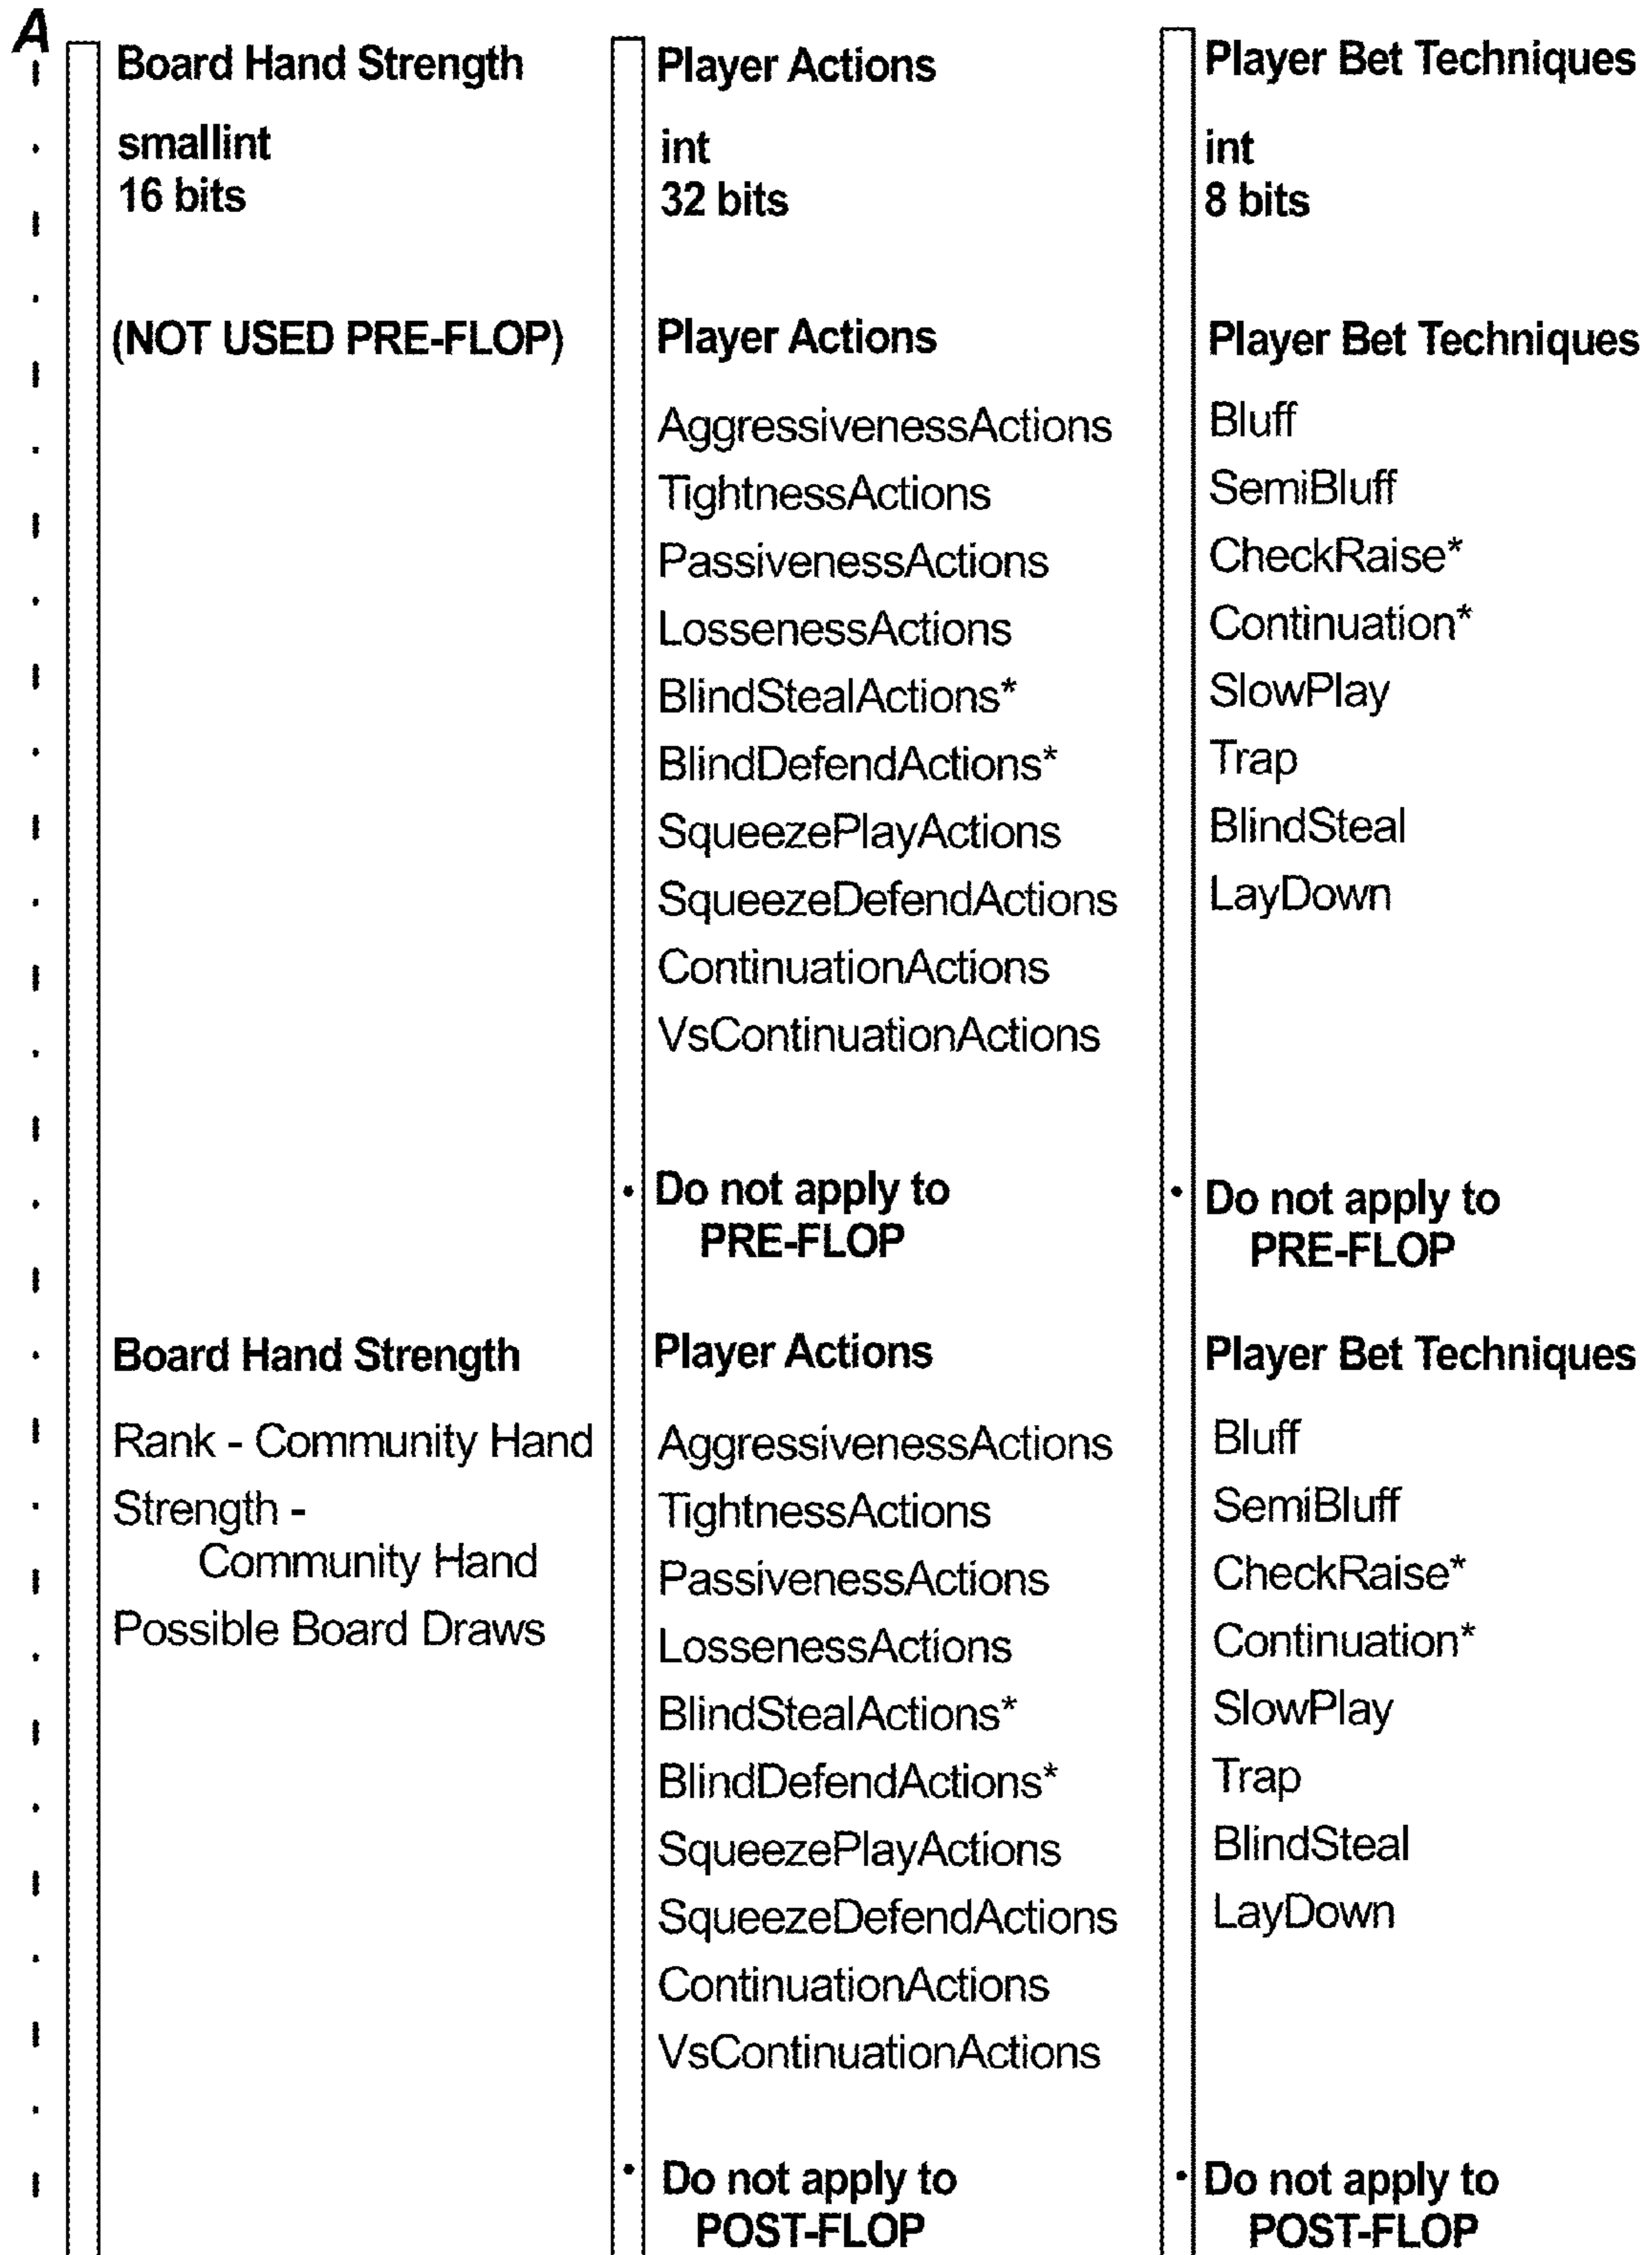 A
Board Hand Strength
smallint
16 bits
(NOT USED PRE-FLOP)
Board Hand Strength
Rank - Community Hand
Strength -
Community Hand
Possible Board Draws
Player Actions
int
32 bits
Player Actions
AggressivenessActions
TightnessActions
PassivenessActions
LossenessActions
BlindStealActions*
BlindDefendActions*
SqueezePlayActions
SqueezeDefendActions
ContinuationActions
VsContinuationActions
• Do not apply to
PRE-FLOP
Player Actions
AggressivenessActions
TightnessActions
PassivenessActions
LossenessActions
BlindStealActions*
BlindDefendActions*
SqueezePlayActions
SqueezeDefendActions
ContinuationActions
VsContinuationActions
• Do not apply to
POST-FLOP
Player Bet Techniques
int
8 bits
Player Bet Techniques
Bluff
SemiBluff
CheckRaise*
Continuation*
SlowPlay
Trap
BlindSteal
LayDown
• Do not apply to
PRE-FLOP
Player Bet Techniques
Bluff
SemiBluff
CheckRaise*
Continuation*
SlowPlay
Trap
BlindSteal
LayDown
• Do not apply to
POST-FLOP